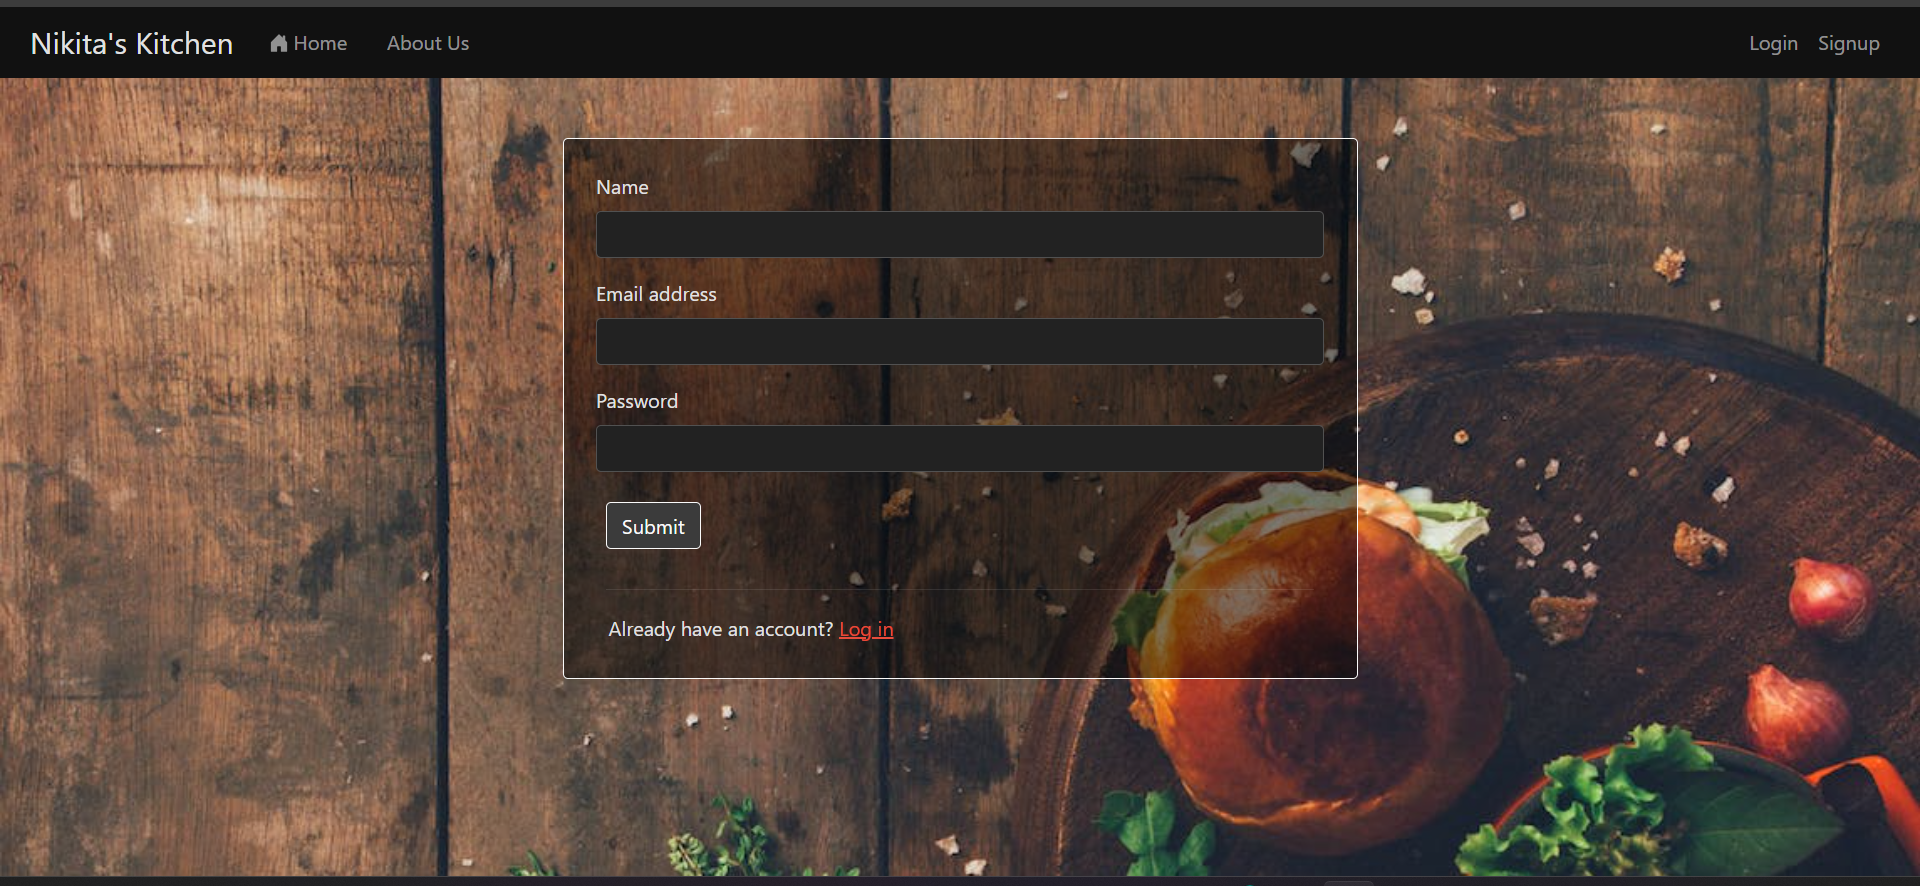 Nikita's Kitchen Home About Us Login Signup
Name
Email address
Password
Submit
Already have an account? Log in